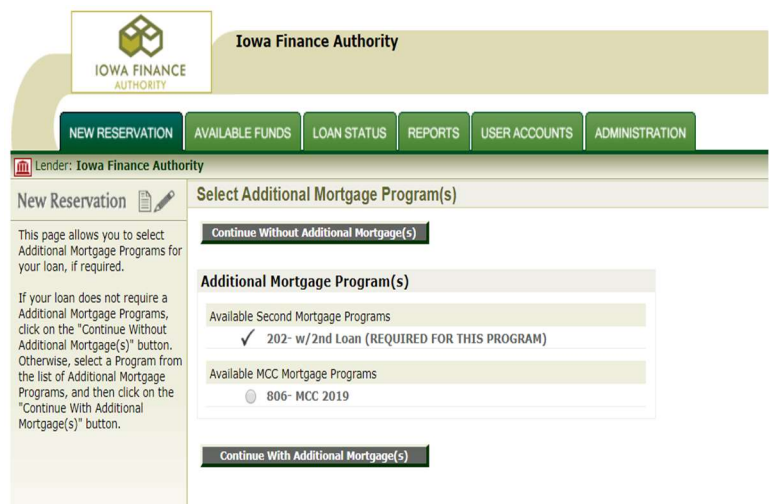 Iowa Finance Authority
IOWA FINANCE
AUTHORITY
NEW RESERVATION AVAILABLE FUNDS LOAN STATUS REPORTS USER ACCOUNTS ADMINISTRATION
Lender: Iowa Finance Authority
New Reservation
This page allows you to select
Additional Mortgage Programs for
your loan, if required.
If your loan does not require a
Additional Mortgage Programs,
click on the "Continue Without
Additional Mortgage(s)" button.
Otherwise, select a Program from
the list of Additional Mortgage
Programs, and then click on the
"Continue With Additional
Mortgage(s)" button.
Select Additional Mortgage Program(s)
Continue Without Additional Mortgage(s)
Additional Mortgage Program(s)
Available Second Mortgage Programs
202- w/2nd Loan (REQUIRED FOR THIS PROGRAM)
Available MCC Mortgage Programs
806- MCC 2019
Continue With Additional Mortgage(s)